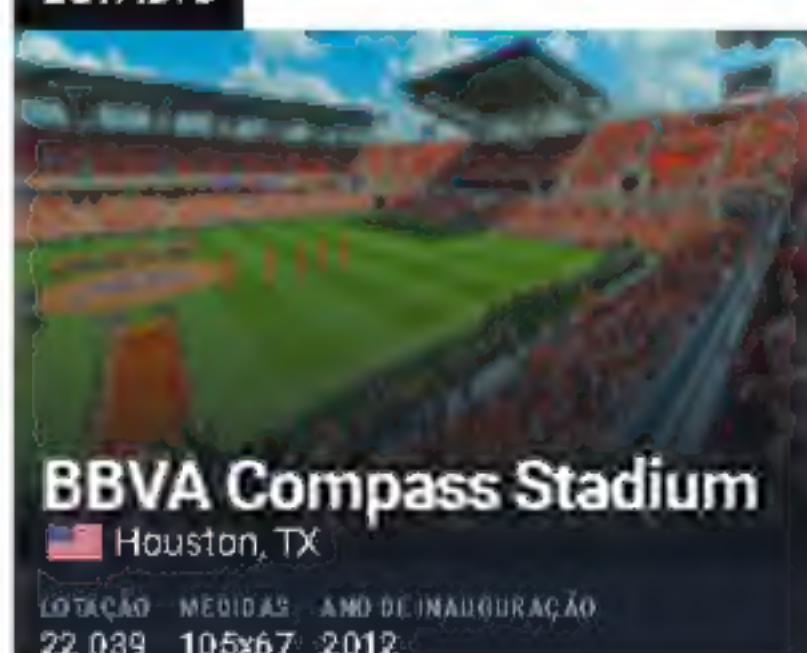 BBVA Compass Stadium
Houston, TX
LOTAÇÃO MEDIDAS ANO DE INAUGURAÇÃO
22 039 105x67 2012